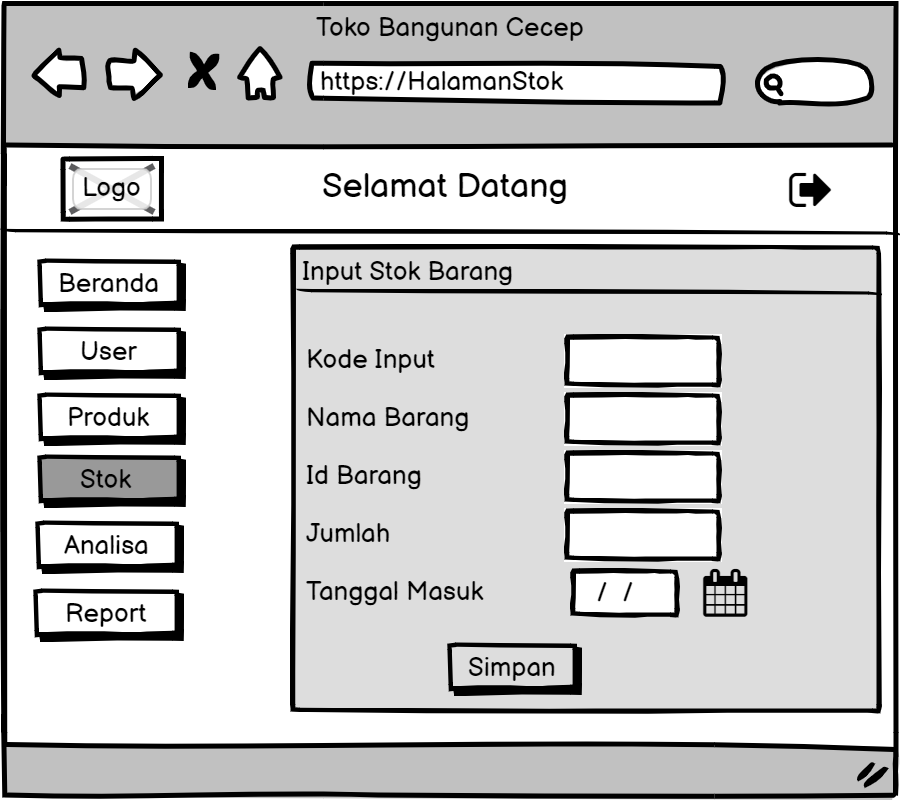 Toko Bangunan Cecep
https://HalamanStok
Logo
Selamat Datang
Beranda
User
Produk
Stok
Analisa
Report
Input Stok Barang
Kode Input
Nama Barang
Id Barang
Jumlah
Tanggal Masuk
/ /
Simpan